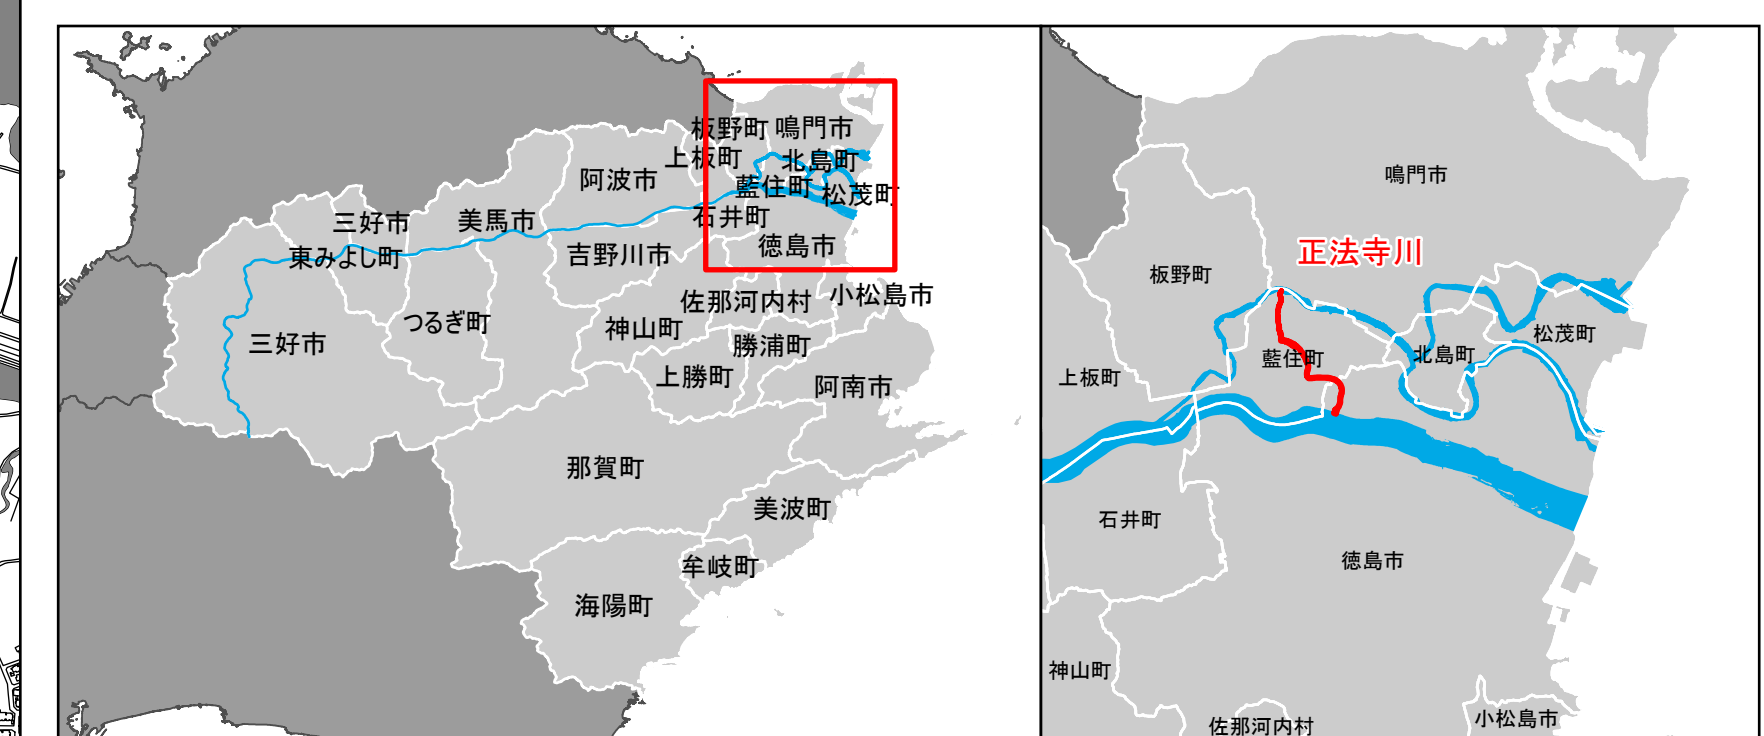 板野町
鳴門市
上板町
北島町
阿波市
藍住町
松茂町
三好市
美馬市
石井町
東みよし町
吉野川市
徳島市
佐那河内村
小松島市
つるぎ町
神山町
三好市
勝浦町
上勝町
阿南市
那賀町
美波町
牟岐町
海陽町
鳴門市
正法寺川
板野町
松茂町
藍住町
北島町
上板町
石井町
徳島市
神山町
佐那河内村
小松島市